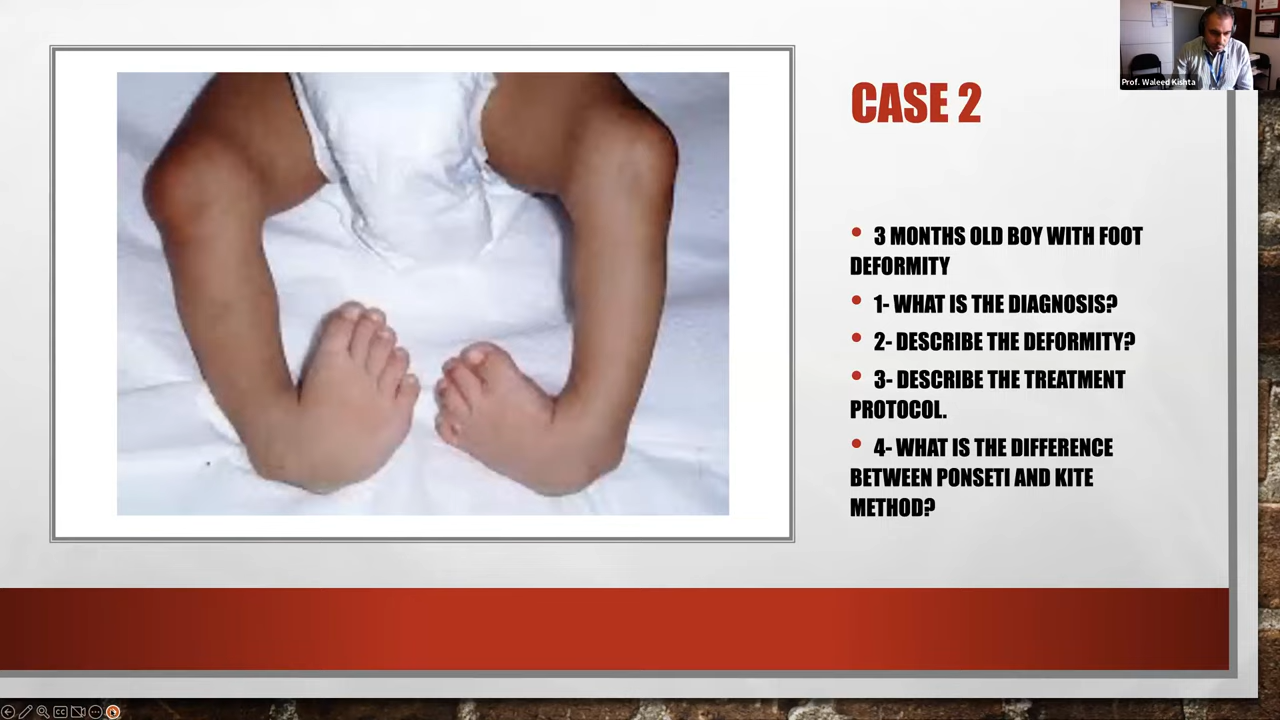 Prof. Waleed Kishta
CASE 2
3 MONTHS OLD BOY WITH FOOT
DEFORMITY
1- WHAT IS THE DIAGNOSIS?
2- DESCRIBE THE DEFORMITY?
3- DESCRIBE THE TREATMENT
PROTOCOL.
4- WHAT IS THE DIFFERENCE
BETWEEN PONSETI AND KITE
METHOD?
CC